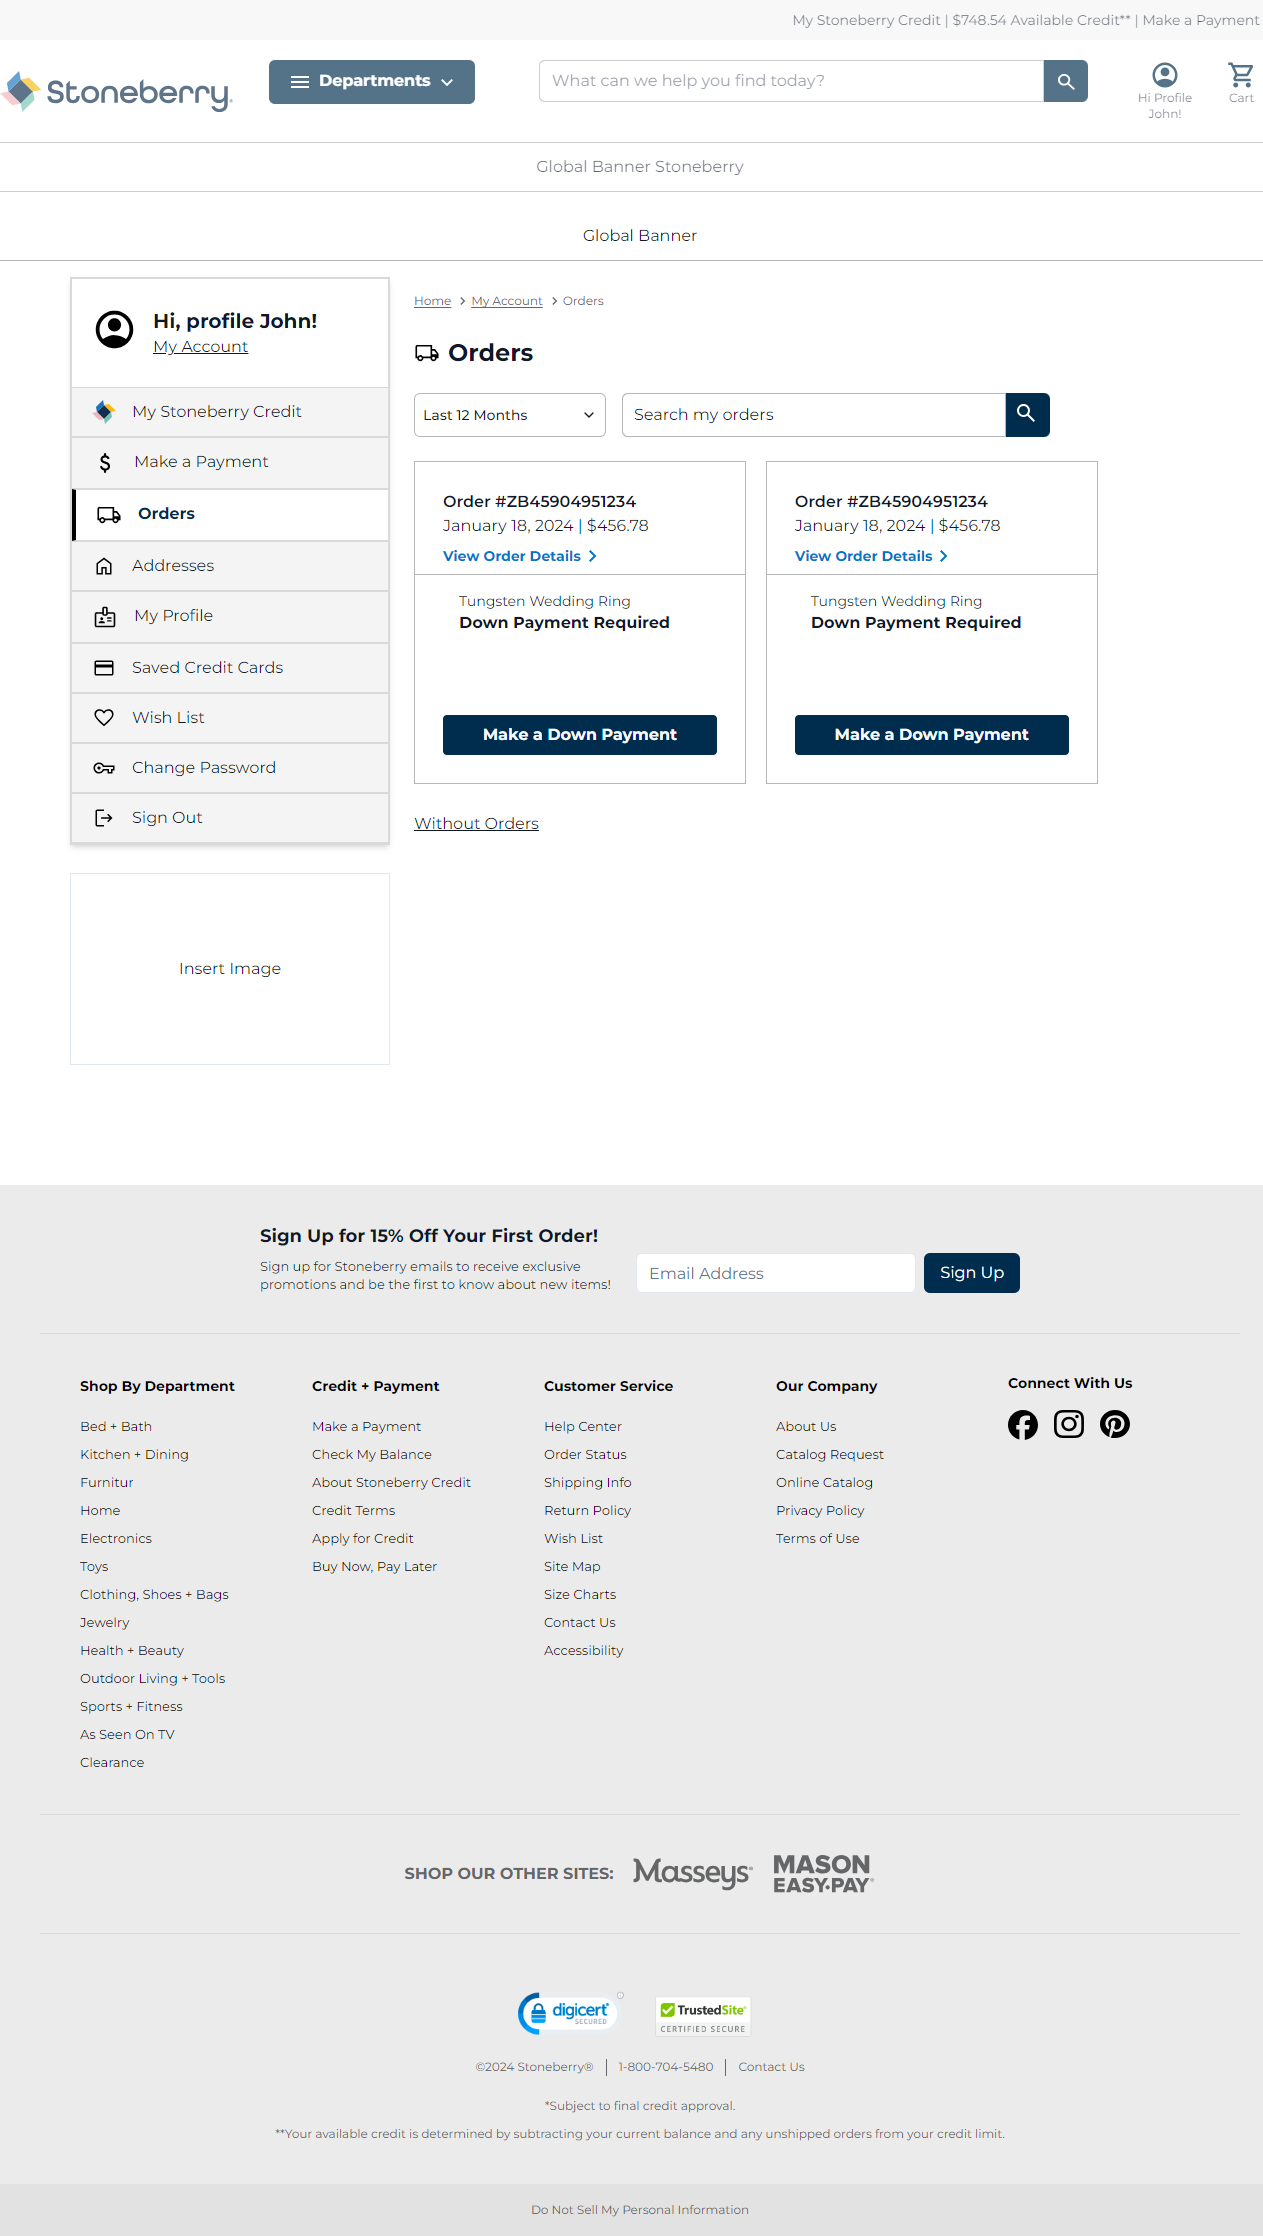 My Stoneberry Credit | $748.54 Available Credit** | Make a Payment
Stoneberry
Departments
What can we help you find today?
Hi Profile
John!
Cart
Global Banner Stoneberry
Global Banner
Hi, profile John!
My Account
My Stoneberry Credit
Make a Payment
Orders
Addresses
My Profile
Saved Credit Cards
Wish List
Change Password
Sign Out
Insert Image
Home > My Account > Orders
Orders
Last 12 Months
Search my orders
Order #ZB45904951234
January 18, 2024 | $456.78
View Order Details
Tungsten Wedding Ring
Down Payment Required
Make a Down Payment
Order #ZB45904951234
January 18, 2024 | $456.78
View Order Details
Tungsten Wedding Ring
Down Payment Required
Make a Down Payment
Without Orders
Sign Up for 15% Off Your First Order!
Sign up for Stoneberry emails to receive exclusive
promotions and be the first to know about new items!
Email Address
Sign Up
Shop By Department
Bed + Bath
Kitchen + Dining
Furnitur
Home
Electronics
Toys
Clothing, Shoes + Bags
Jewelry
Health + Beauty
Outdoor Living + Tools
Sports + Fitness
As Seen On TV
Clearance
Credit + Payment
Make a Payment
Check My Balance
About Stoneberry Credit
Credit Terms
Apply for Credit
Buy Now, Pay Later
Customer Service
Help Center
Order Status
Shipping Info
Return Policy
Wish List
Site Map
Size Charts
Contact Us
Accessibility
Our Company
About Us
Catalog Request
Online Catalog
Privacy Policy
Terms of Use
Connect With Us
SHOP OUR OTHER SITES:
Masseys
MASON
EASY•PAY
digicert
SECURED
TrustedSite
CERTIFIED SECURE
©2024 Stoneberry® | 1-800-704-5480 | Contact Us
*Subject to final credit approval.
**Your available credit is determined by subtracting your current balance and any unshipped orders from your credit limit.
Do Not Sell My Personal Information